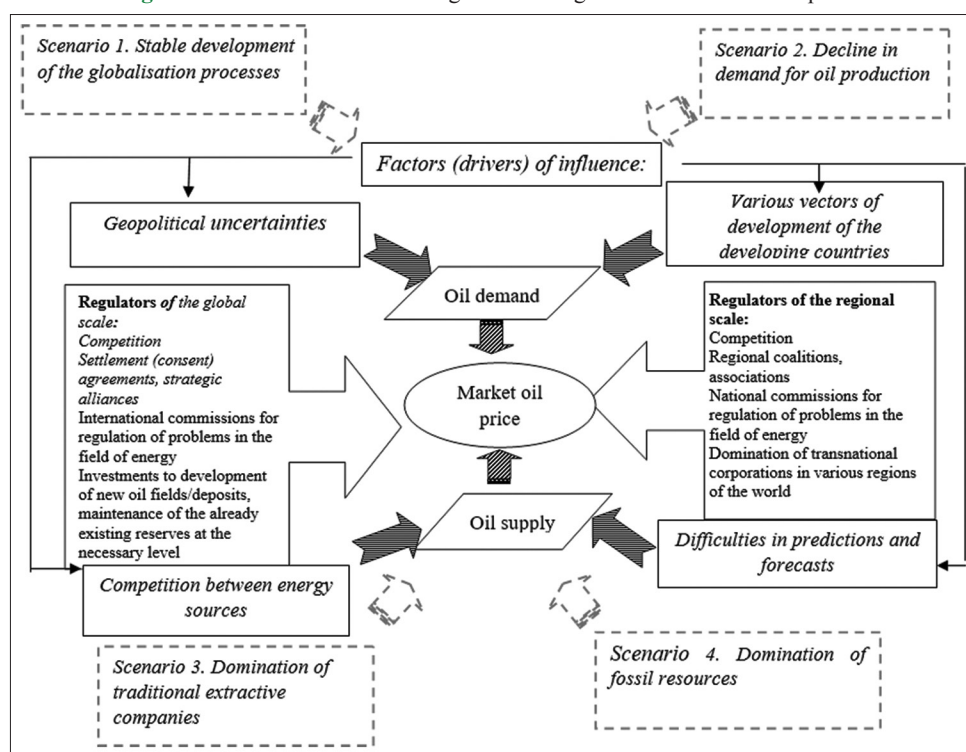 Scenario 1. Stable development
of the globalisation processes
Scenario 2. Decline in
demand for oil production
Factors (drivers) of influence:
Geopolitical uncertainties
Various vectors of
development of the
developing countries
Oil demand
Regulators of the global
scale:
Competition
Settlement (consent)
agreements, strategic
alliances
International commissions for
regulation of problems in the
field of energy
Investments to development
of new oil fields/deposits,
maintenance of the already
existing reserves at the
necessary level
Market oil
price
Regulators of the regional
scale:
Competition
Regional coalitions,
associations
National commissions for
regulation of problems in the
field of energy
Domination of transnational
corporations in various regions
of the world
Oil supply
Competition between energy
sources
Difficulties in predictions and
forecasts
Scenario 3. Domination of
traditional extractive
companies
Scenario 4. Domination of
fossil resources